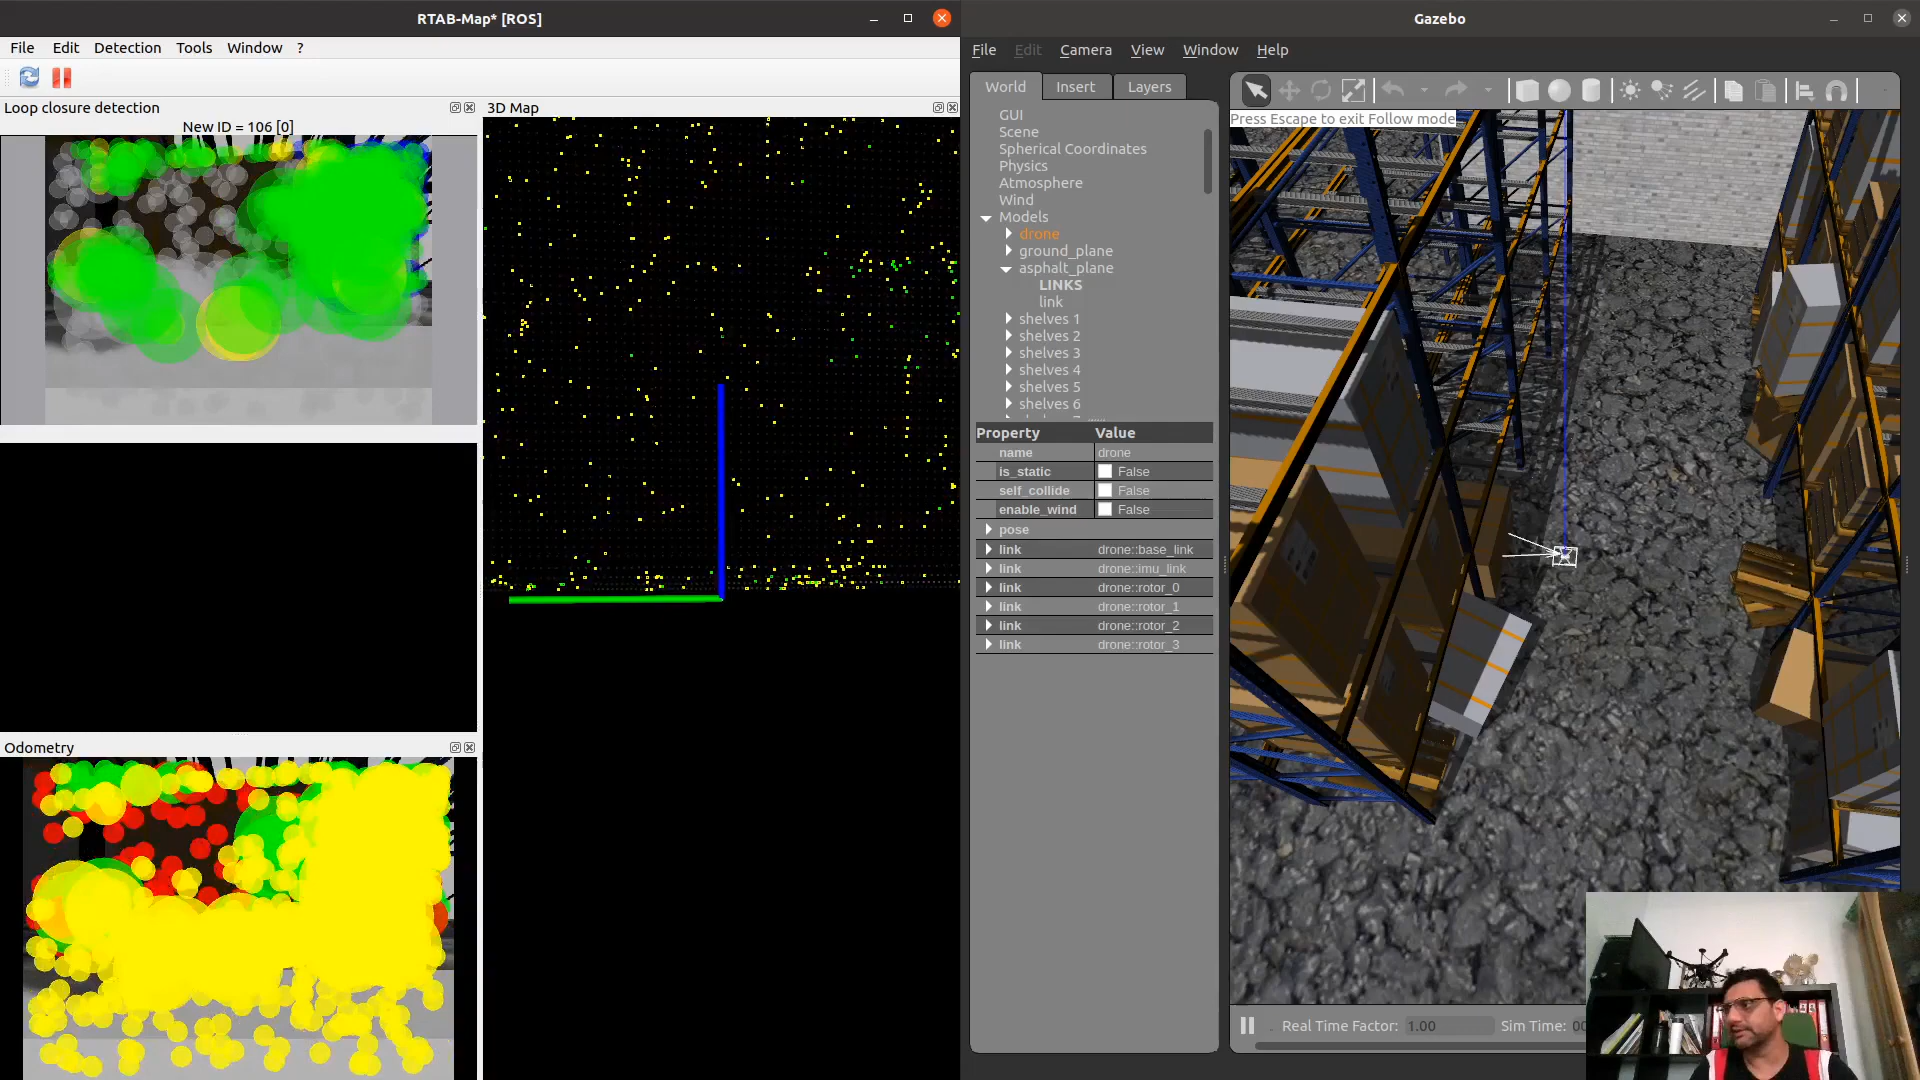 RTAB-Map* [ROS]
File Edit Detection Tools Window ?
Loop closure detection
New ID = 106 [0]
3D Map
Odometry
Gazebo
File Edit Camera View Window Help
World Insert Layers
GUI
Scene
Spherical Coordinates
Physics
Atmosphere
Wind
Models
drone
ground_plane
asphalt_plane
LINKS
link
shelves 1
shelves 2
shelves 3
shelves 4
shelves 5
shelves 6
Property Value
name drone
is_static False
self_collide False
enable_wind False
pose
link drone::base_link
link drone::imu_link
link drone::rotor_0
link drone::rotor_1
link drone::rotor_2
link drone::rotor_3
Press Escape to exit Follow mode
Real Time Factor: 1.00 Sim Time: 00